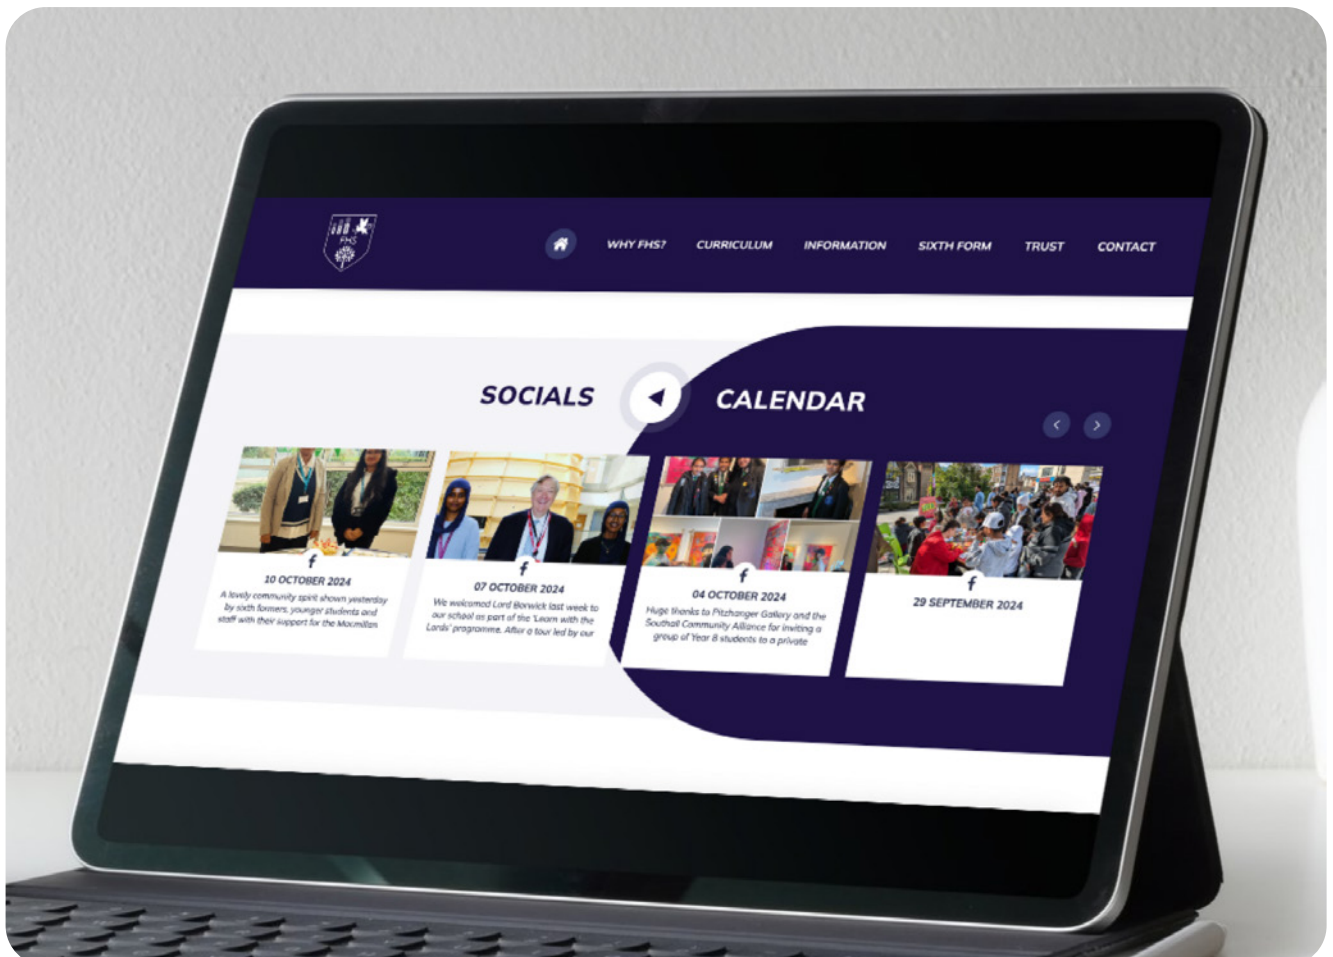 FHS
WHY FHS?
CURRICULUM
INFORMATION
SIXTH FORM
TRUST
CONTACT
SOCIALS
CALENDAR
10 OCTOBER 2024
A lovely community spirit shown yesterday
by sixth formers, younger students and
staff with their support for the Macmillan
07 OCTOBER 2024
We welcomed Lord Borwick last week to
our school as part of the 'Learn with the
Lords' programme. After a tour led by our
04 OCTOBER 2024
Huge thanks to Pitzhanger Gallery and the
Southall Community Alliance for inviting a
group of Year 8 students to a private
29 SEPTEMBER 2024